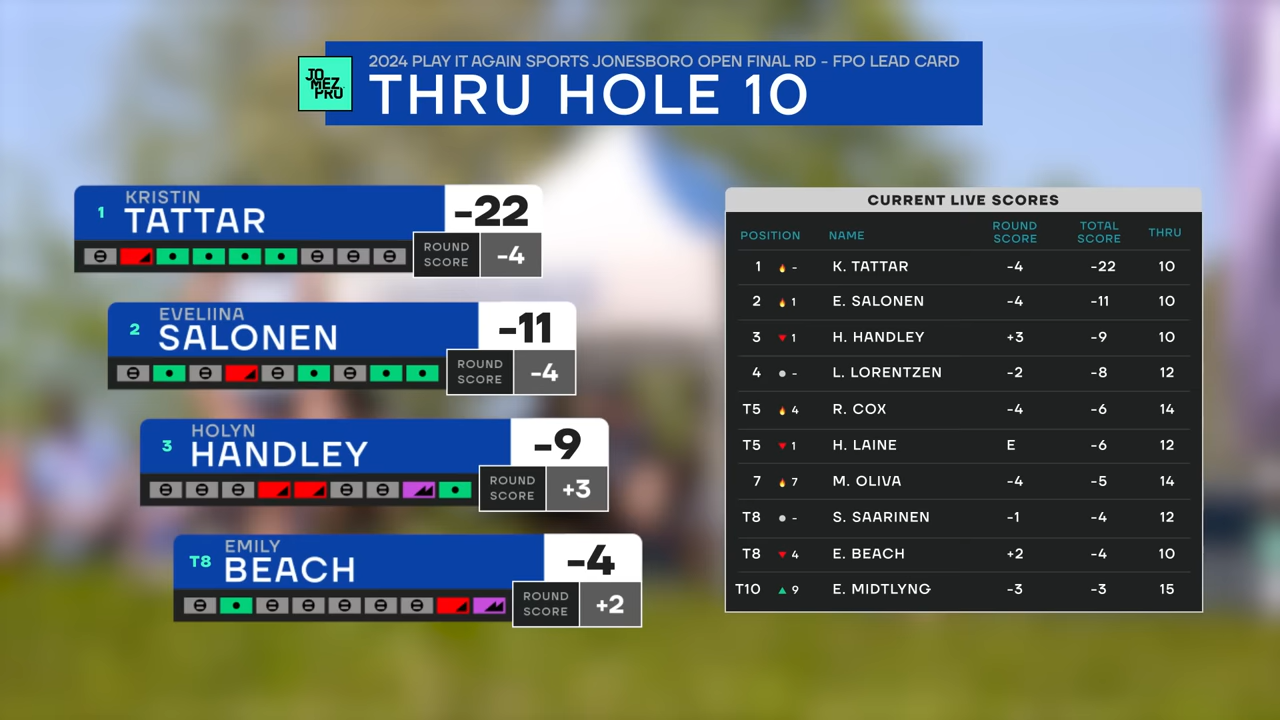 JO
MEZ
PRU
2024 PLAY IT AGAIN SPORTS JONESBORO OPEN FINAL RD – FPO LEAD CARD
THRU HOLE 10
1
KRISTIN
TATTAR
-22
ROUND
SCORE
-4
2
EVELIINA
SALONEN
-11
ROUND
SCORE
-4
3
HOLYN
HANDLEY
-9
ROUND
SCORE
+3
T8
EMILY
BEACH
-4
ROUND
SCORE
+2
CURRENT LIVE SCORES
POSITION NAME ROUND SCORE TOTAL SCORE THRU
1 - K. TATTAR -4 -22 10
2 1 E. SALONEN -4 -11 10
3 1 H. HANDLEY +3 -9 10
4 - L. LORENTZEN -2 -8 12
T5 4 R. COX -4 -6 14
T5 1 H. LAINE E -6 12
7 7 M. OLIVA -4 -5 14
T8 - S. SAARINEN -1 -4 12
T8 4 E. BEACH +2 -4 10
T10 9 E. MIDTLYNG -3 -3 15